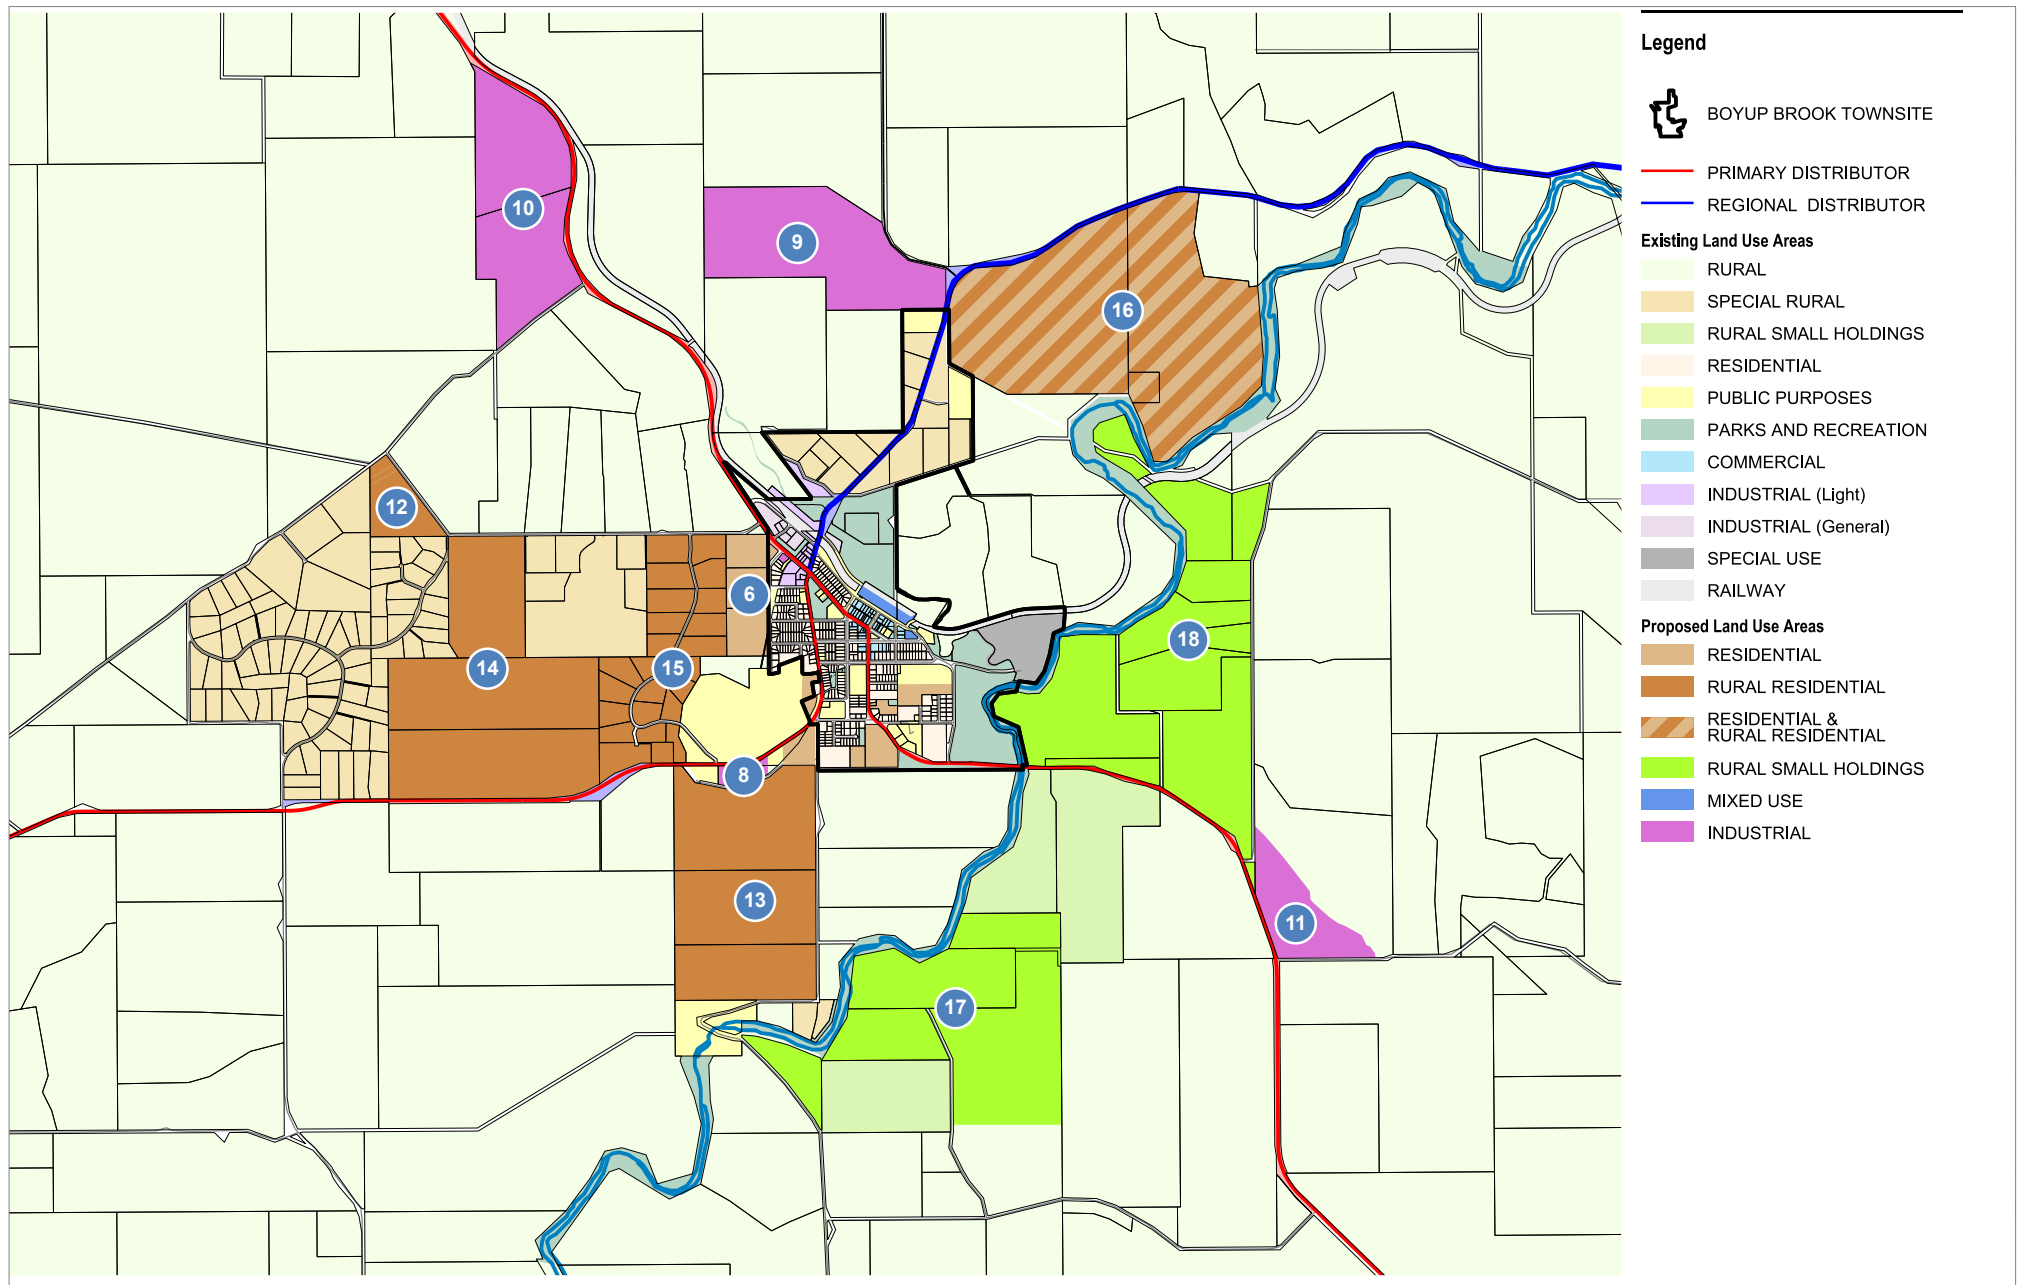 Legend
BOYUP BROOK TOWNSITE
PRIMARY DISTRIBUTOR
REGIONAL DISTRIBUTOR
Existing Land Use Areas
RURAL
SPECIAL RURAL
RURAL SMALL HOLDINGS
RESIDENTIAL
PUBLIC PURPOSES
PARKS AND RECREATION
COMMERCIAL
INDUSTRIAL (Light)
INDUSTRIAL (General)
SPECIAL USE
RAILWAY
Proposed Land Use Areas
RESIDENTIAL
RURAL RESIDENTIAL
RESIDENTIAL &
RURAL RESIDENTIAL
RURAL SMALL HOLDINGS
MIXED USE
INDUSTRIAL
10
9
16
12
6
18
14
15
8
13
11
17